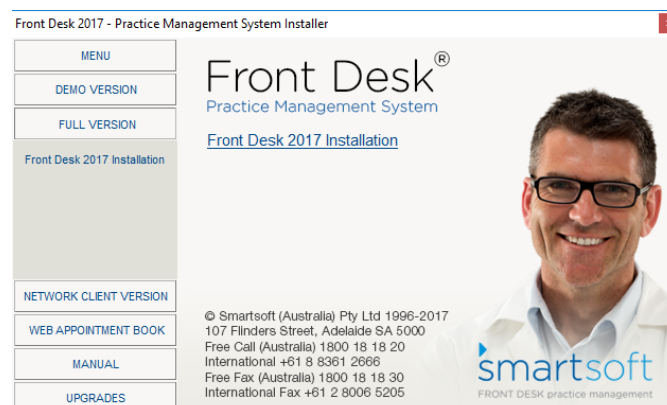 Front Desk 2017 - Practice Management System Installer
MENU
DEMO VERSION
FULL VERSION
Front Desk 2017 Installation
NETWORK CLIENT VERSION
WEB APPOINTMENT BOOK
MANUAL
UPGRADES
Front Desk®
Practice Management System
Front Desk 2017 Installation
© Smartsoft (Australia) Pty Ltd 1996-2017
107 Flinders Street, Adelaide SA 5000
Free Call (Australia) 1800 18 18 20
International +61 8 8361 2666
Free Fax (Australia) 1800 18 18 30
International Fax +61 2 8006 5205
smartsoft
FRONT DESK practice management